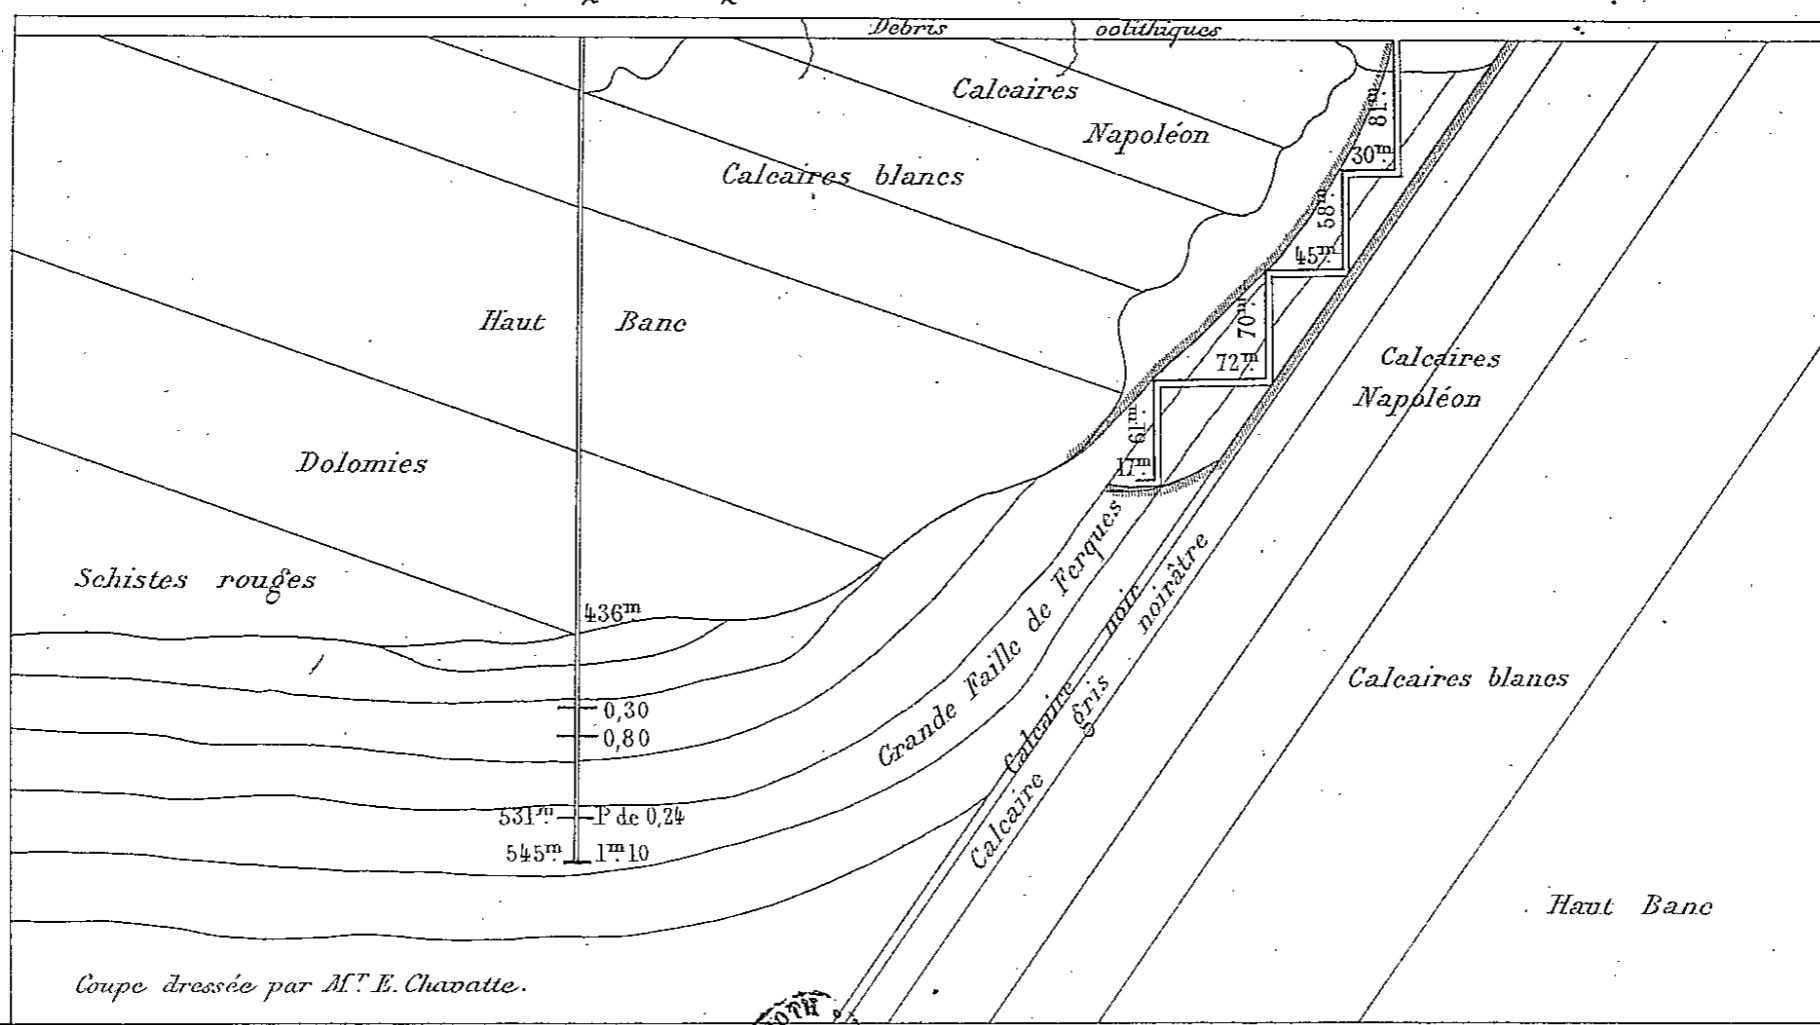 Débris oolithiques
Calcaires
Napoléon
Calcaires blancs
81m
30m
58m
45m
70m
72m
61m
17m
Haut Banc
Calcaires
Napoléon
Dolomies
Schistes rouges
436m
0,30
0,80
531m P de 0,24
545m 1m10
Grande Faille de Ferques
Calcaire noir
Calcaire gris noirâtre
Calcaires blancs
Haut Banc
Coupe dressée par Mr. E. Chavatte.